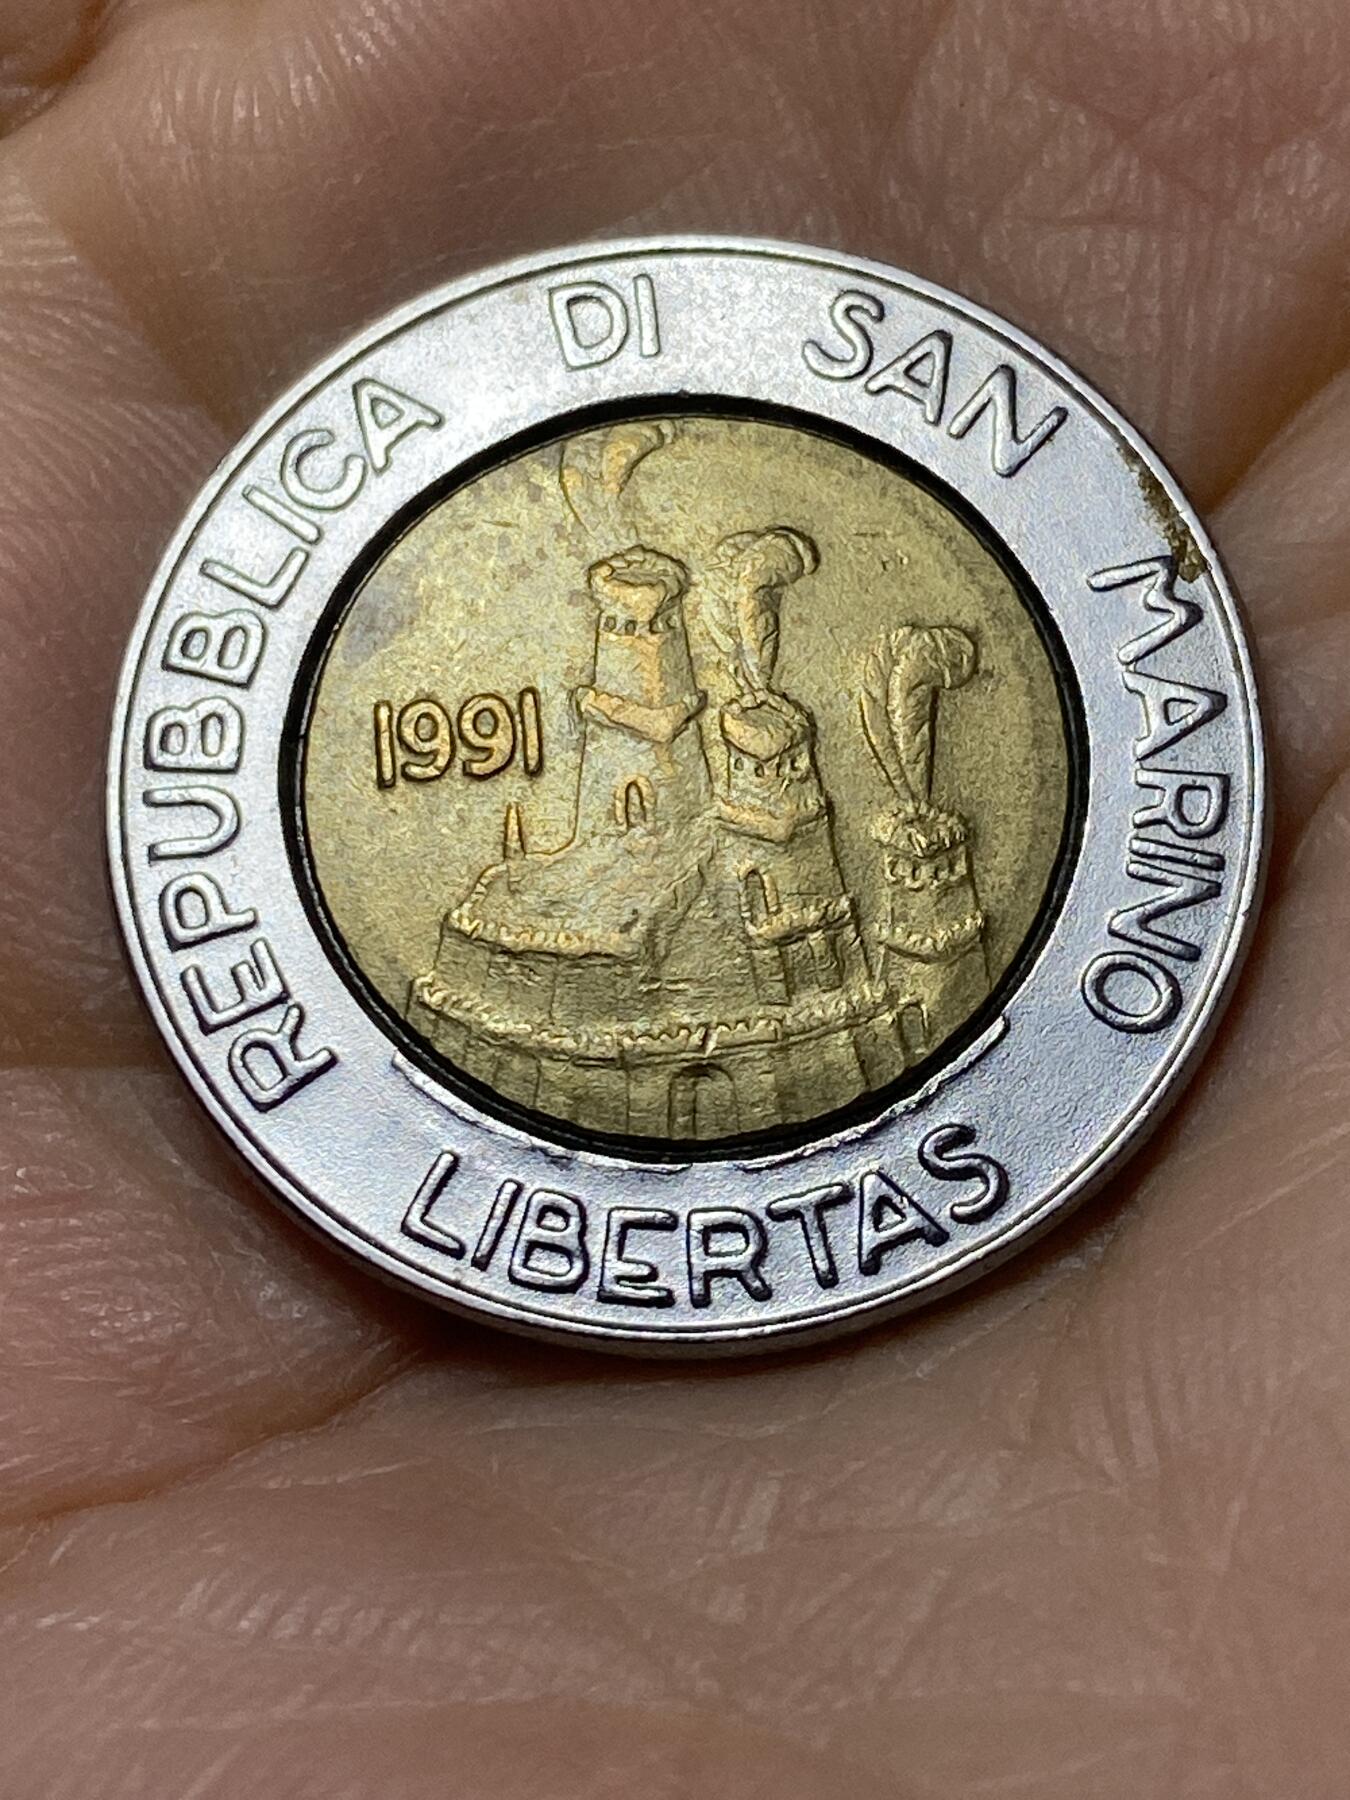 REPUBBLICA DI SAN MARINO
1991
LIBERTAS